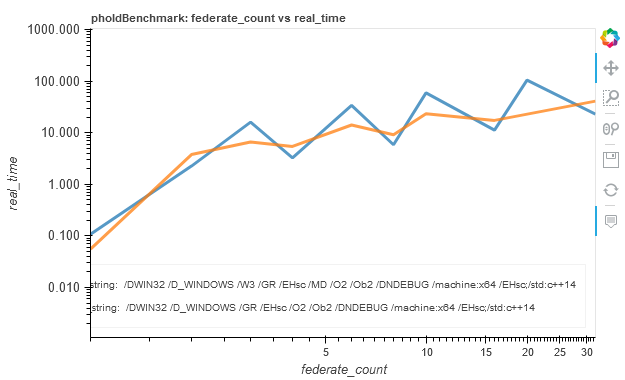 pholdBenchmark: federate_count vs real_time
1000.000
100.000
10.000
1.000
0.100
0.010
real_time
string: /DWIN32 /D_WINDOWS /W3 /GR /EHsc /MD /O2 /Ob2 /DNDEBUG /machine:x64 /EHsc;/std:c++14
string: /DWIN32 /D_WINDOWS /GR /EHsc /O2 /Ob2 /DNDEBUG /machine:x64 /EHsc;/std:c++14
5 10 15 20 25 30
federate_count